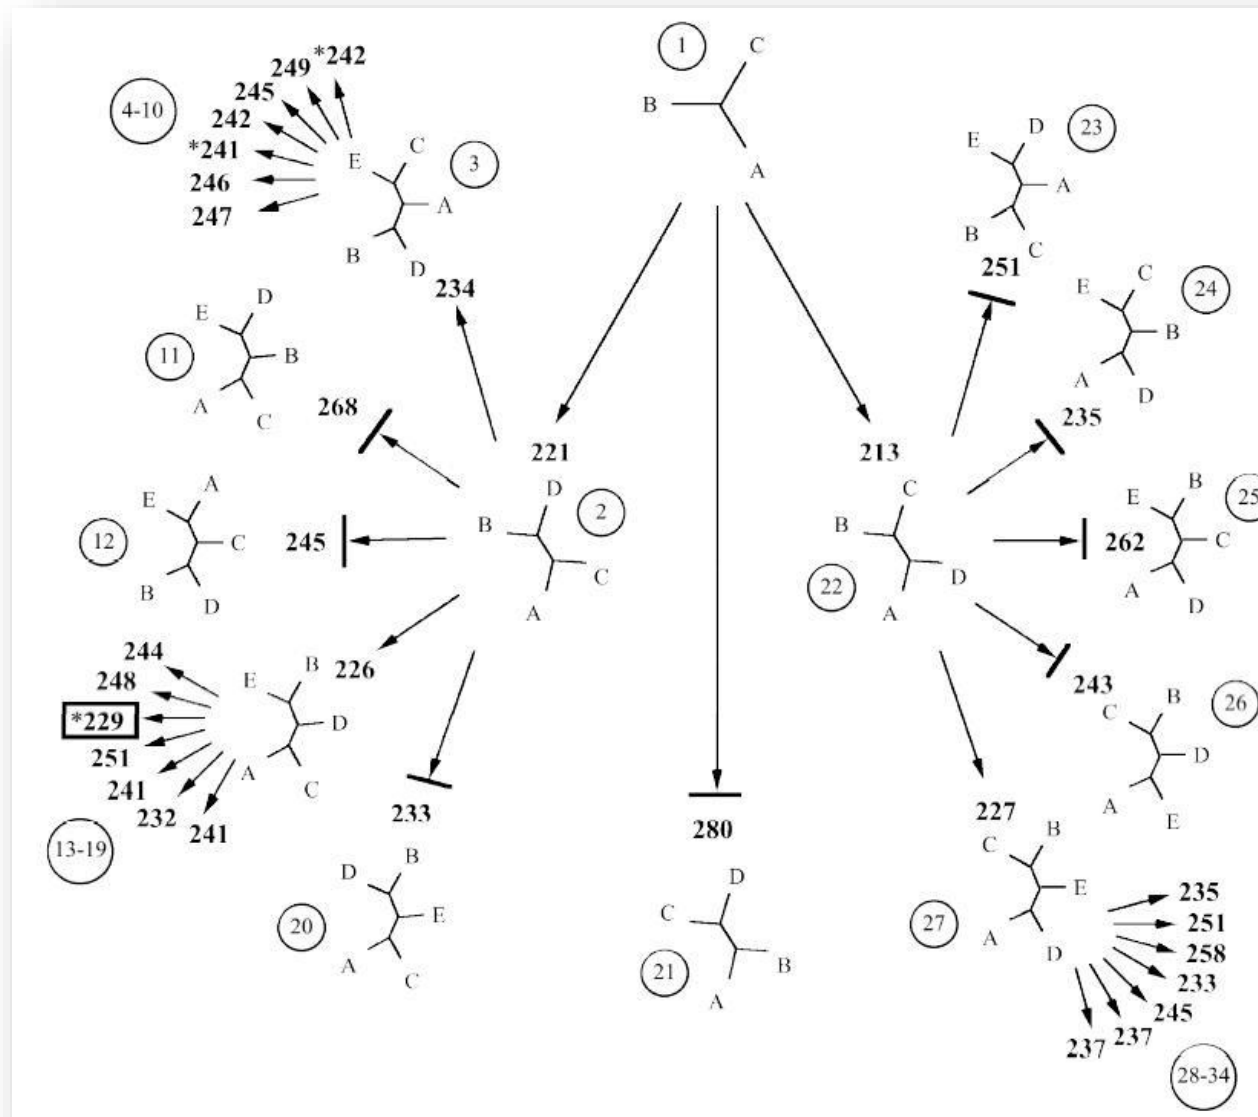 1
C
B
A
4-10
*242
249
245
242
*241
246
247
E
C
3
A
B
D
234
23
D
E
A
B
C
251
24
C
E
B
A
D
235
11
D
E
B
A
C
268
221
D
2
B
C
A
213
C
B
D
22
A
12
A
E
C
B
D
245
25
B
E
262
C
A
D
244
248
*229
251
241
232
241
13-19
226
B
E
D
A
C
243
26
B
C
D
A
E
233
B
D
E
20
A
C
280
D
C
B
21
A
227
B
C
E
27
A
D
235
251
258
233
245
237
237
28-34